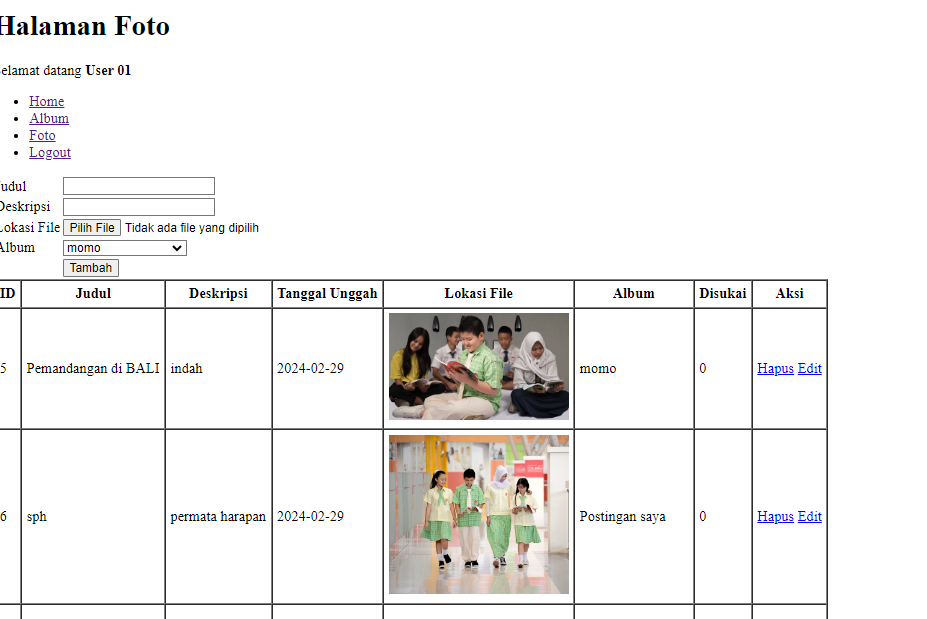 Halaman Foto
Selamat datang User 01
Home
Album
Foto
Logout
Judul
Deskripsi
Lokasi File Pilih File Tidak ada file yang dipilih
Album momo
Tambah
ID Judul Deskripsi Tanggal Unggah Lokasi File Album Disukai Aksi
5 Pemandangan di BALI indah 2024-02-29 momo 0 Hapus Edit
6 sph permata harapan 2024-02-29 Postingan saya 0 Hapus Edit